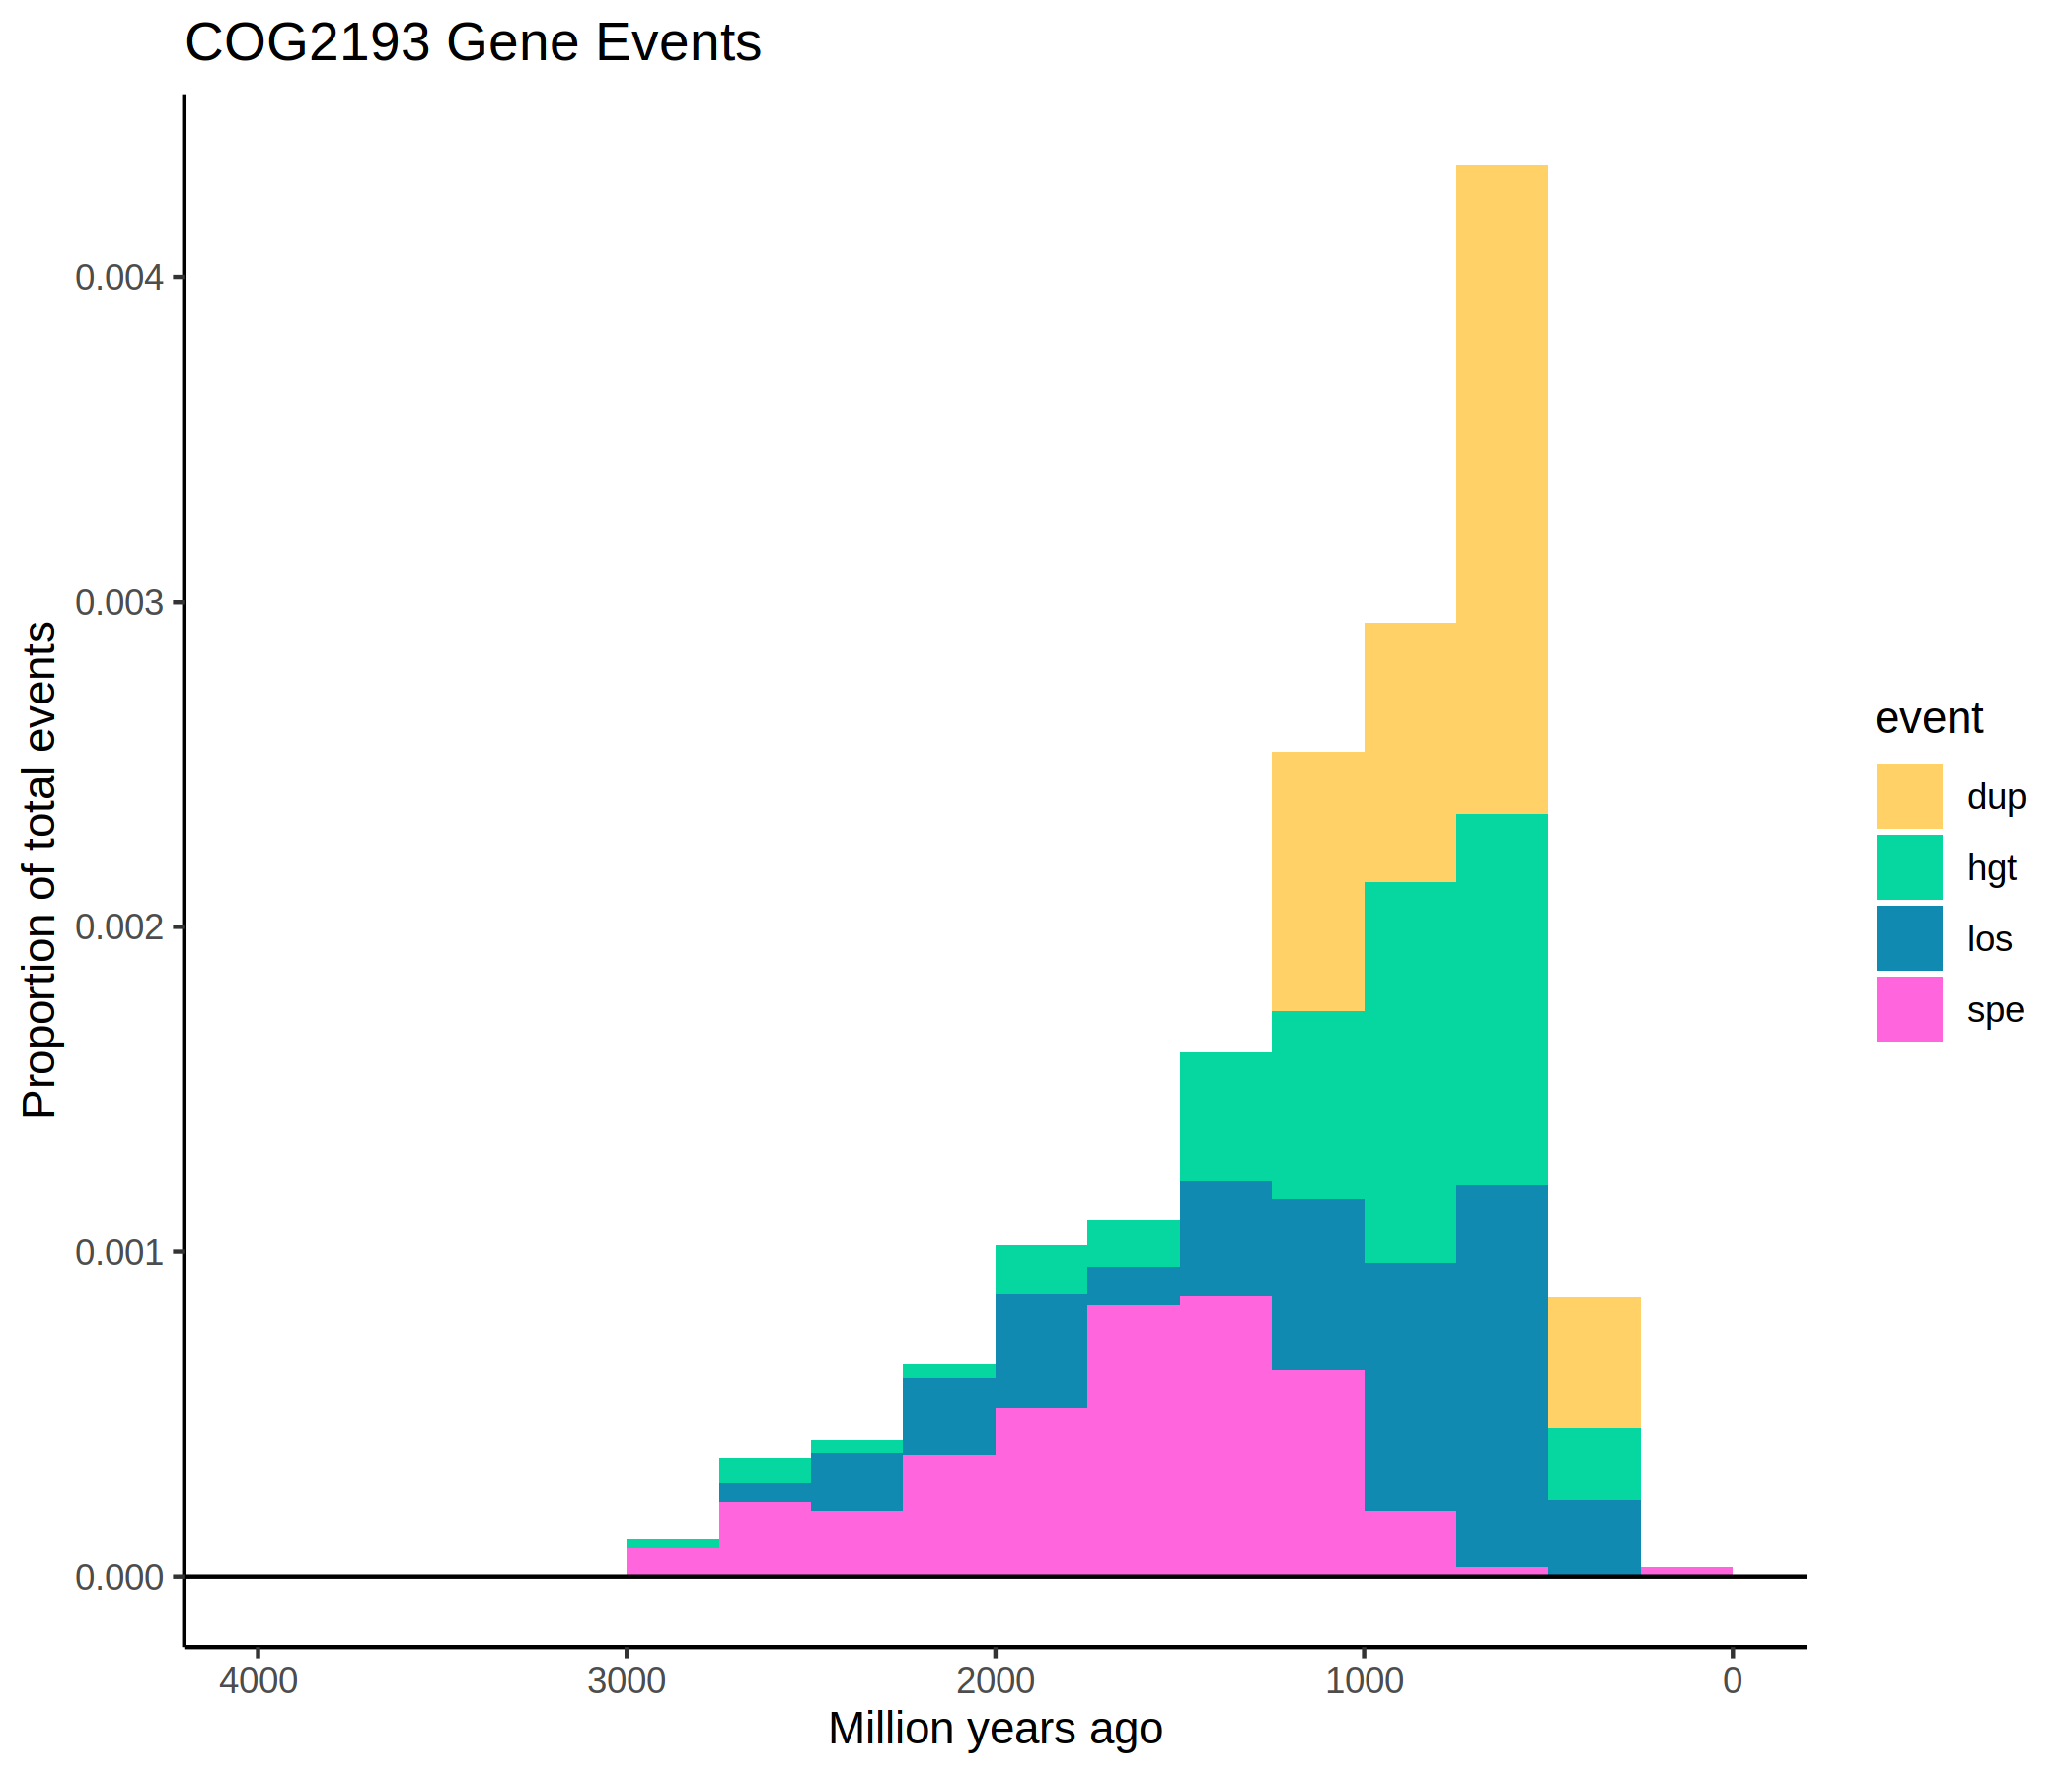 COG2193 Gene Events
Proportion of total events
0.004
0.003
0.002
0.001
0.000
4000 3000 2000 1000 0
Million years ago
event
dup
hgt
los
spe